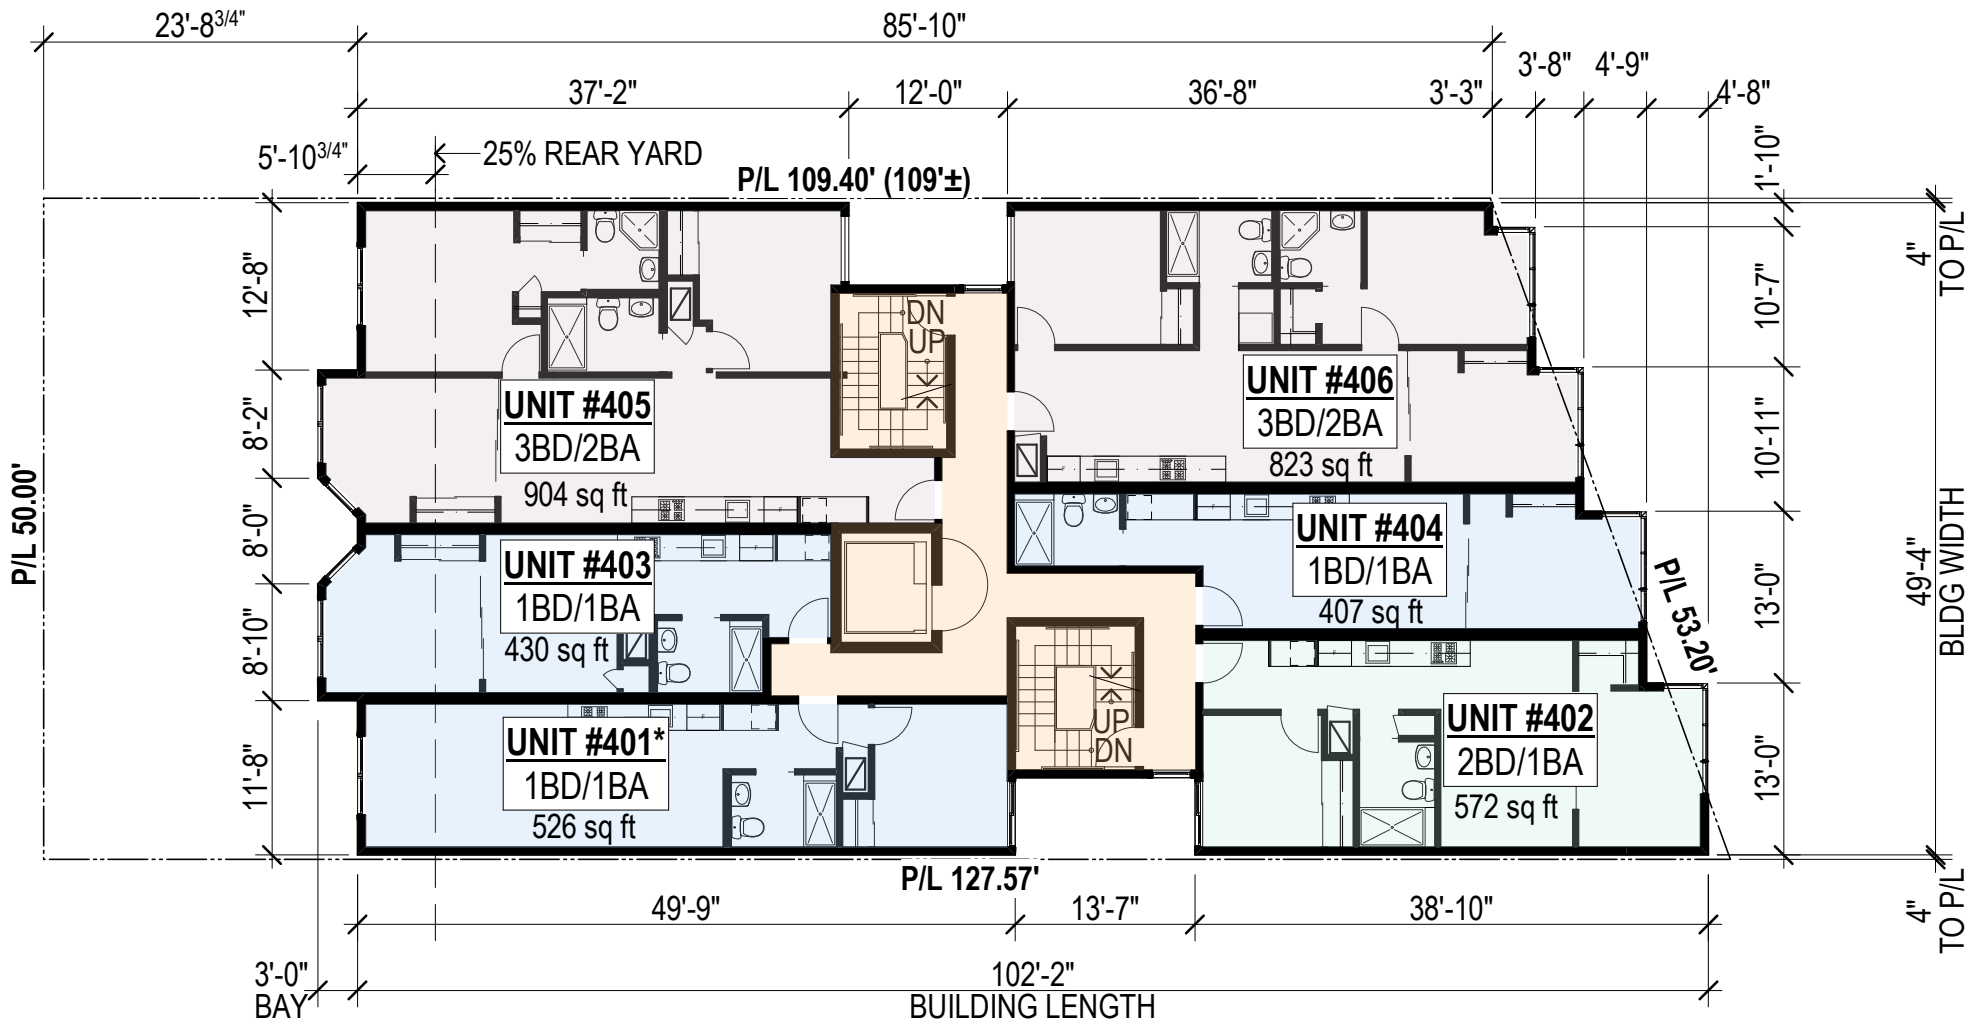 23'-8 3/4"
85'-10"
3'-8"
4'-9"
37'-2"
12'-0"
36'-8"
3'-3"
4'-8"
5'-10 3/4"
25% REAR YARD
P/L 109.40' (109'±)
1'-10"
4"
TO P/L
12'-8"
DN
UP
10'-7"
UNIT #405
3BD/2BA
904 sq ft
UNIT #406
3BD/2BA
823 sq ft
8'-2"
10'-11"
P/L 50.00'
8'-0"
UNIT #403
1BD/1BA
430 sq ft
UNIT #404
1BD/1BA
407 sq ft
P/L 53.20'
13'-0"
49'-4"
BLDG WIDTH
8'-10"
UNIT #401*
1BD/1BA
526 sq ft
UP
DN
UNIT #402
2BD/1BA
572 sq ft
11'-8"
13'-0"
P/L 127.57'
4"
TO P/L
49'-9"
13'-7"
38'-10"
3'-0"
BAY
102'-2"
BUILDING LENGTH